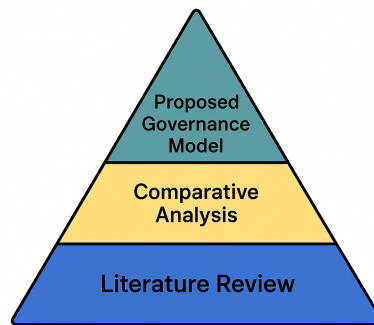 Proposed
Governance
Model
Comparative
Analysis
Literature Review